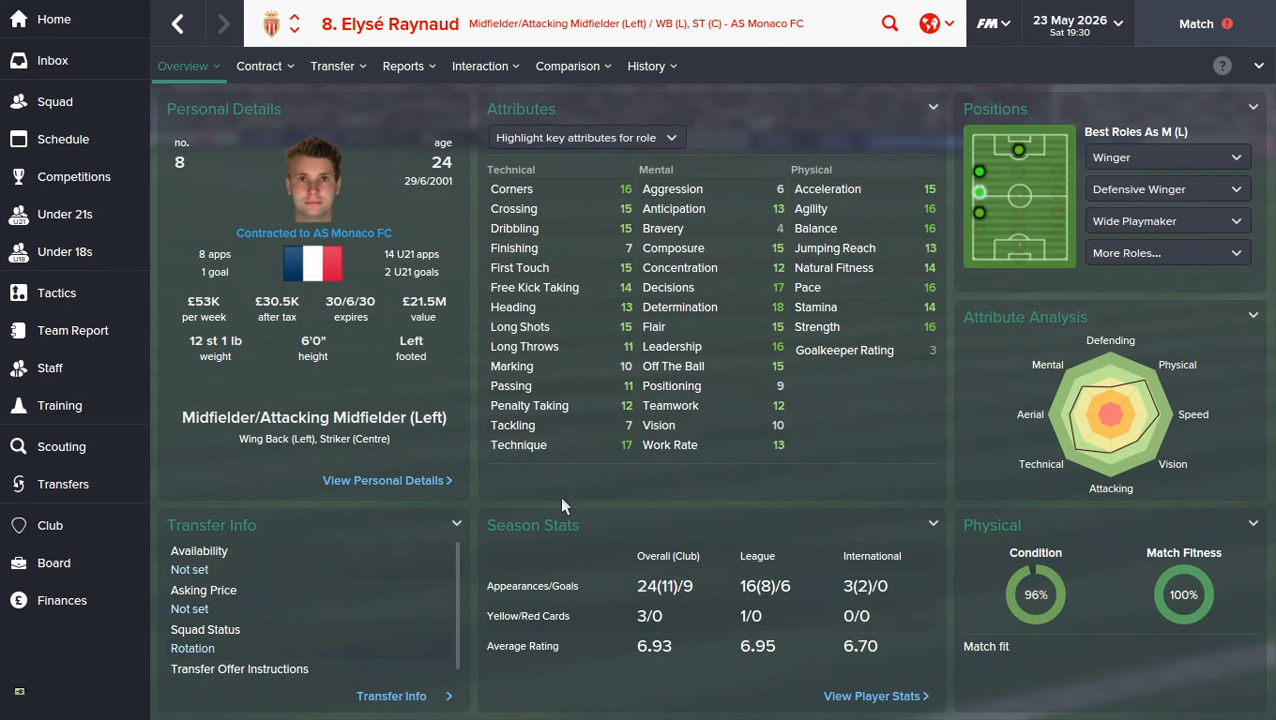 Home
Inbox
Squad
Schedule
Competitions
U21
Under 21s
U18
Under 18s
Tactics
Team Report
Staff
Training
Scouting
Transfers
Club
Board
Finances
8. Elysé Raynaud
Midfielder/Attacking Midfielder (Left) / WB (L), ST (C) - AS Monaco FC
FM
23 May 2026
Sat 19:30
Match
Overview
Contract
Transfer
Reports
Interaction
Comparison
History
?
Personal Details
no.
8
age
24
29/6/2001
Contracted to AS Monaco FC
8 apps
1 goal
14 U21 apps
2 U21 goals
£53K
per week
£30.5K
after tax
30/6/30
expires
£21.5M
value
12 st 1 lb
weight
6'0"
height
Left
footed
Midfielder/Attacking Midfielder (Left)
Wing Back (Left), Striker (Centre)
View Personal Details >
Attributes
Highlight key attributes for role
Technical
Corners 16
Crossing 15
Dribbling 15
Finishing 7
First Touch 15
Free Kick Taking 14
Heading 13
Long Shots 15
Long Throws 11
Marking 10
Passing 11
Penalty Taking 12
Tackling 7
Technique 17
Mental
Aggression 6
Anticipation 13
Bravery 4
Composure 15
Concentration 12
Decisions 17
Determination 18
Flair 15
Leadership 16
Off The Ball 15
Positioning 9
Teamwork 12
Vision 10
Work Rate 13
Physical
Acceleration 15
Agility 16
Balance 16
Jumping Reach 13
Natural Fitness 14
Pace 16
Stamina 14
Strength 16
Goalkeeper Rating 3
Positions
Best Roles As M (L)
Winger
Defensive Winger
Wide Playmaker
More Roles...
Attribute Analysis
Defending
Mental
Physical
Aerial
Speed
Technical
Vision
Attacking
Transfer Info
Availability
Not set
Asking Price
Not set
Squad Status
Rotation
Transfer Offer Instructions
Transfer Info >
Season Stats
Overall (Club) League International
Appearances/Goals 24(11)/9 16(8)/6 3(2)/0
Yellow/Red Cards 3/0 1/0 0/0
Average Rating 6.93 6.95 6.70
View Player Stats >
Physical
Condition
96%
Match Fitness
100%
Match fit